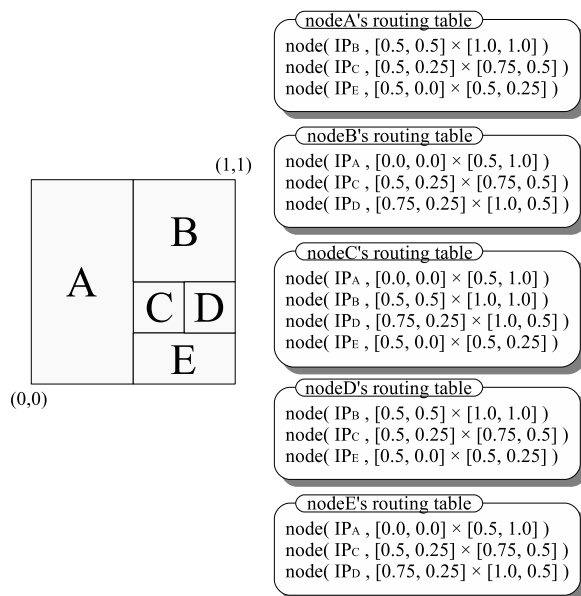 (1,1)
A
B
C
D
E
(0,0)
nodeA's routing table
node( IPB , [0.5, 0.5] × [1.0, 1.0] )
node( IPC , [0.5, 0.25] × [0.75, 0.5] )
node( IPE , [0.5, 0.0] × [0.5, 0.25] )
nodeB's routing table
node( IPA , [0.0, 0.0] × [0.5, 1.0] )
node( IPC , [0.5, 0.25] × [0.75, 0.5] )
node( IPD , [0.75, 0.25] × [1.0, 0.5] )
nodeC's routing table
node( IPA , [0.0, 0.0] × [0.5, 1.0] )
node( IPB , [0.5, 0.5] × [1.0, 1.0] )
node( IPD , [0.75, 0.25] × [1.0, 0.5] )
node( IPE , [0.5, 0.0] × [0.5, 0.25] )
nodeD's routing table
node( IPB , [0.5, 0.5] × [1.0, 1.0] )
node( IPC , [0.5, 0.25] × [0.75, 0.5] )
node( IPE , [0.5, 0.0] × [0.5, 0.25] )
nodeE's routing table
node( IPA , [0.0, 0.0] × [0.5, 1.0] )
node( IPC , [0.5, 0.25] × [0.75, 0.5] )
node( IPD , [0.75, 0.25] × [1.0, 0.5] )